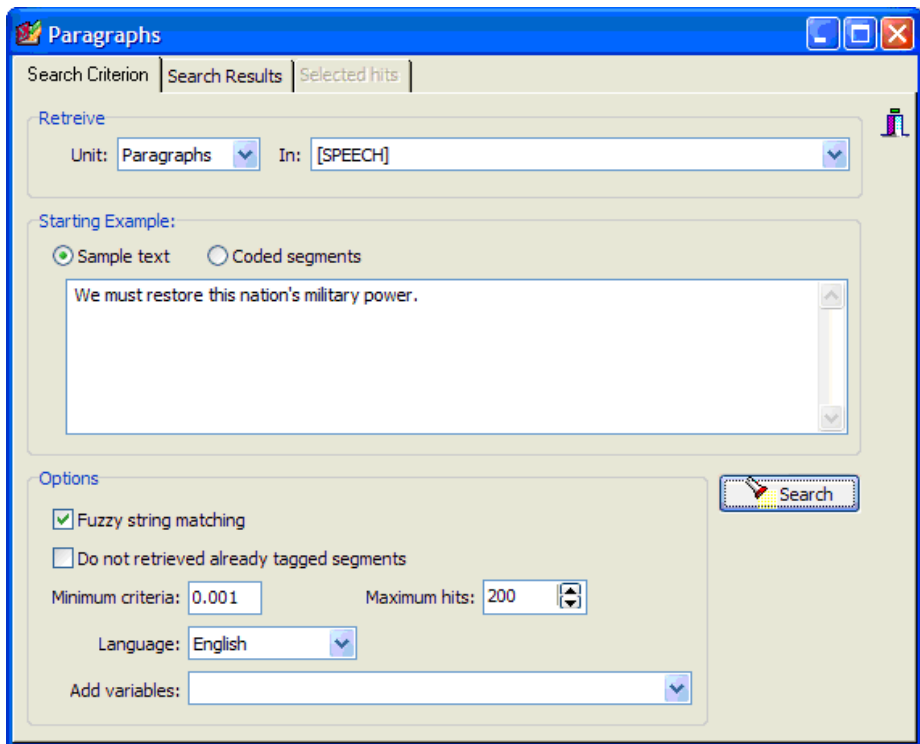 Paragraphs
Search Criterion Search Results Selected hits
Retreive
Unit: Paragraphs In: [SPEECH]
Starting Example:
Sample text Coded segments
We must restore this nation's military power.
Options
Search
Fuzzy string matching
Do not retrieved already tagged segments
Minimum criteria: 0.001 Maximum hits: 200
Language: English
Add variables: